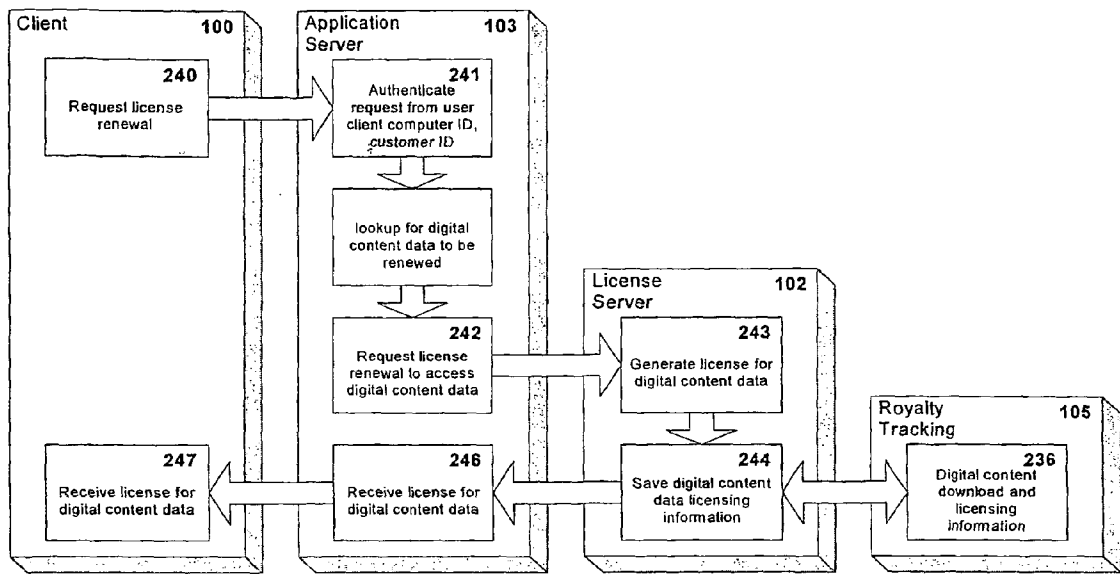 Client
100
240
Request license
renewal
247
Receive license for
digital content data
Application
Server
103
241
Authenticate
request from user
client computer ID,
customer ID
lookup for digital
content data to be
renewed
242
Request license
renewal to access
digital content data
246
Receive license for
digital content data
License
Server
102
243
Generate license for
digital content data
244
Save digital content
data licensing
information
Royalty
Tracking
105
236
Digital content
download and
licensing
information